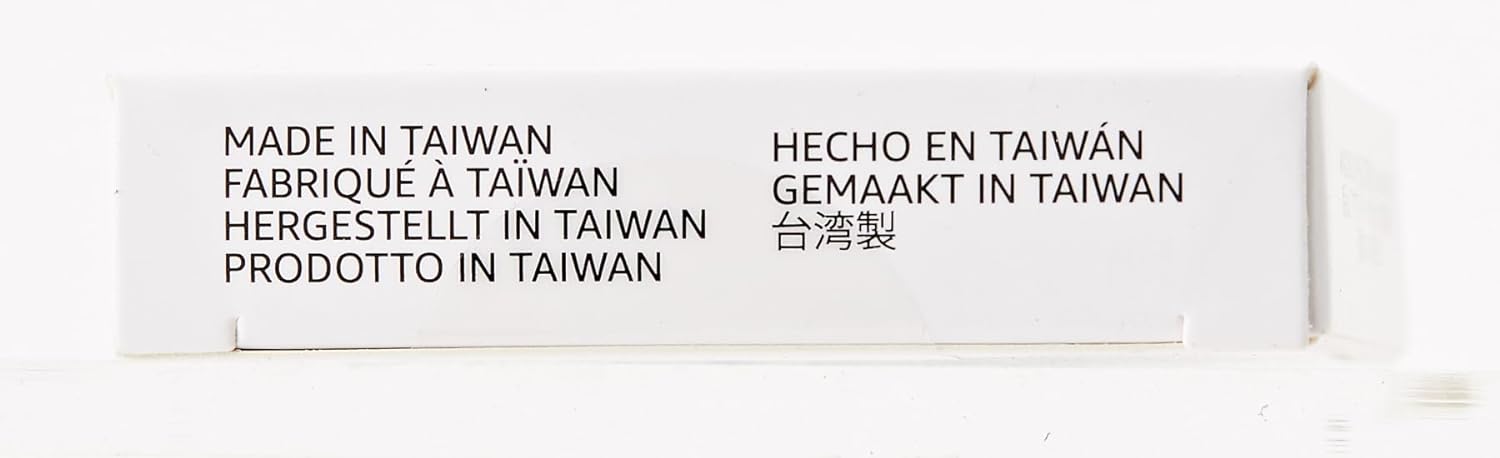 MADE IN TAIWAN
FABRIQUÉ À TAÏWAN
HERGESTELLT IN TAIWAN
PRODOTTO IN TAIWAN
HECHO EN TAIWÁN
GEMAAKT IN TAIWAN
台湾製